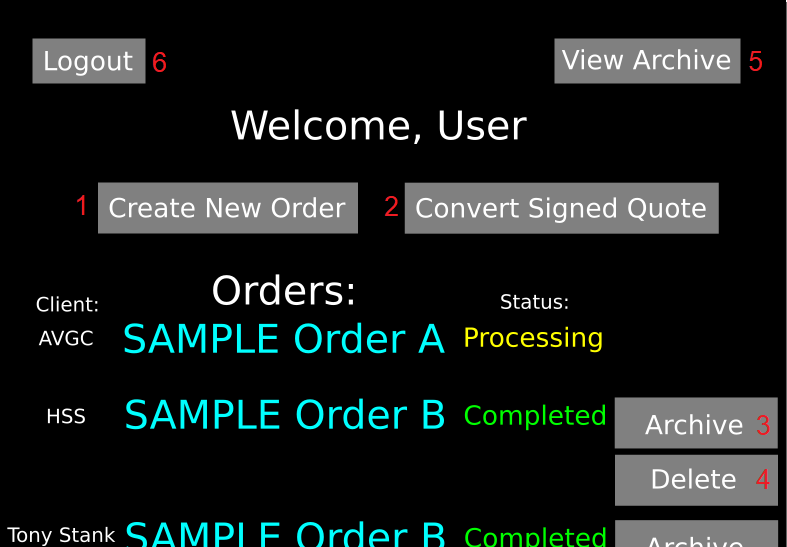 Logout 6
View Archive 5
Welcome, User
1 Create New Order
2 Convert Signed Quote
Orders:
Client:
Status:
AVGC SAMPLE Order A Processing
HSS SAMPLE Order B Completed Archive 3
Delete 4
Tony Stank SAMPLE Order B Completed Archive